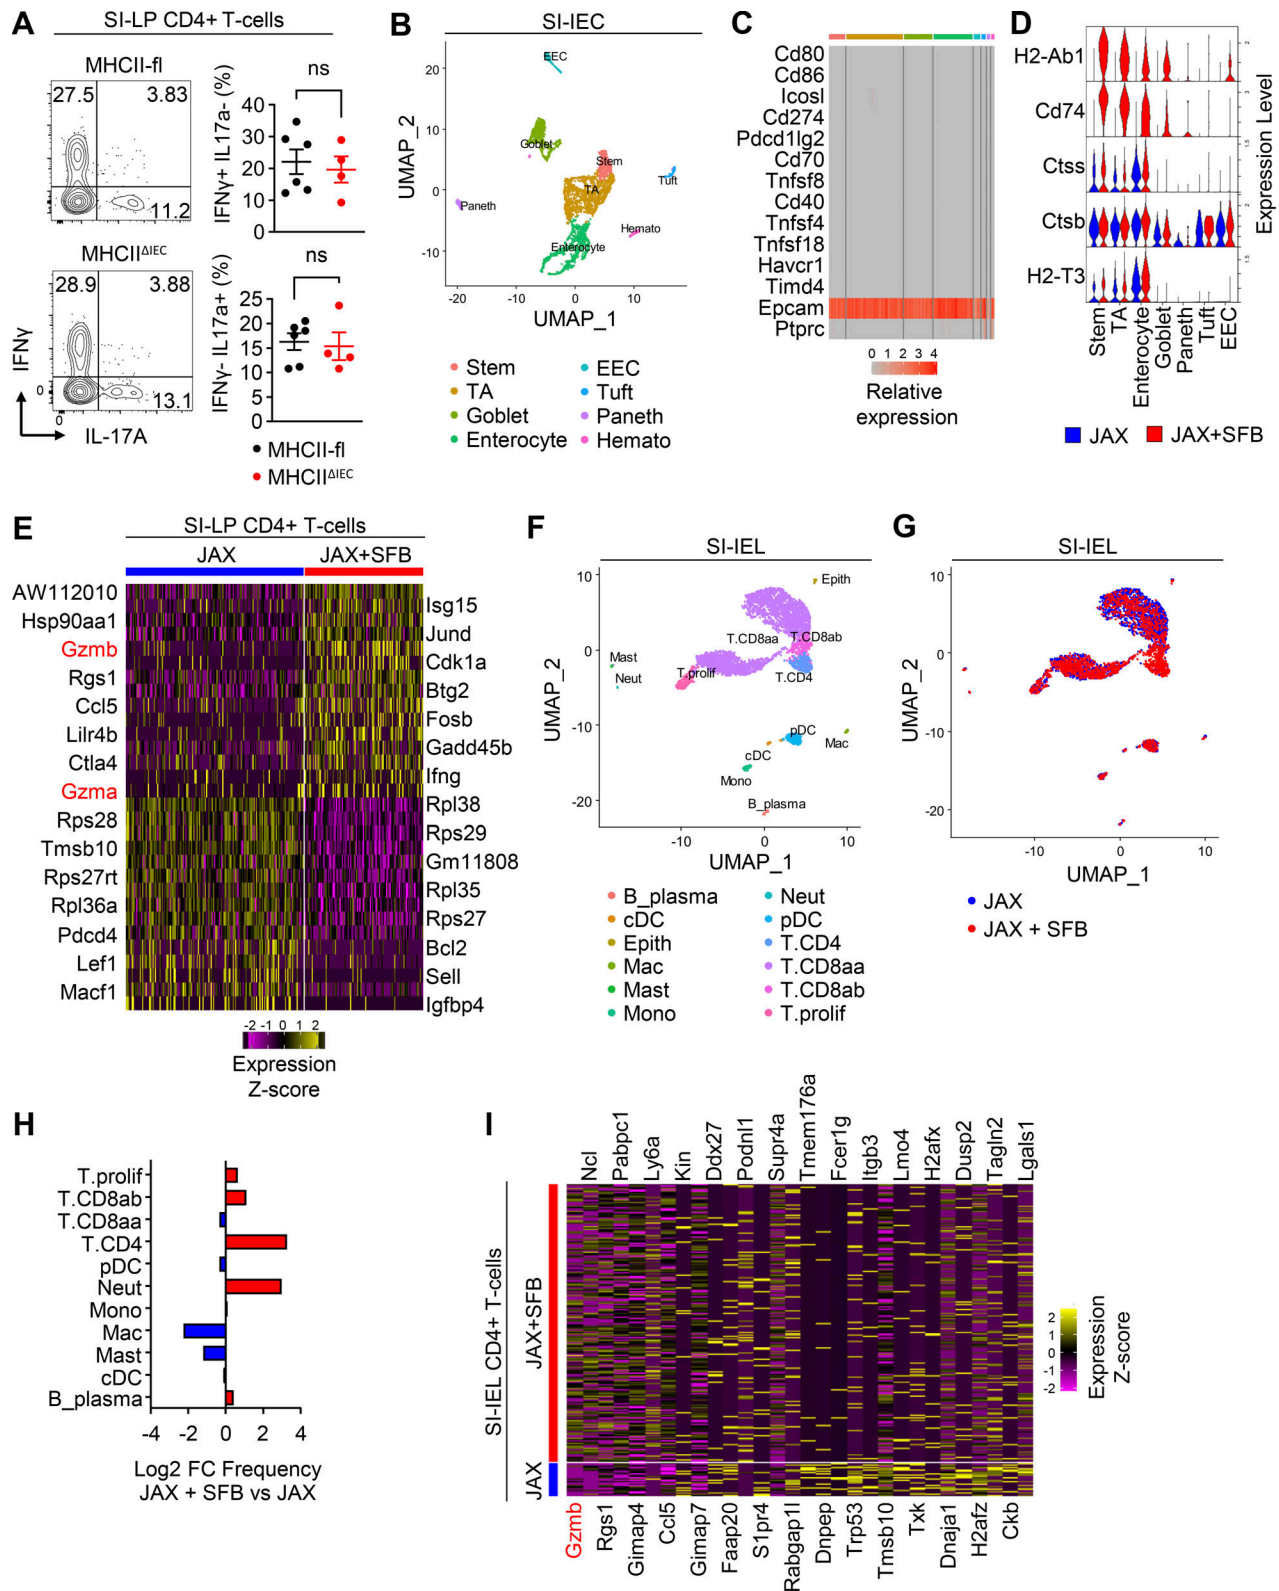 A
SI-LP CD4+ T-cells
MHCII-fl
27.5
3.83
11.2
ns
IFNγ+ IL17a- (%)
40
30
20
10
0
MHCIIΔIEC
28.9
3.88
13.1
0
0
IFNγ
IL-17A
ns
IFNγ- IL17a+ (%)
25
20
15
10
5
0
MHCII-fl
MHCIIΔIEC
B
SI-IEC
EEC
Goblet
Stem
TA
Tuft
Paneth
Hemato
Enterocyte
UMAP_2
20
10
0
-10
-20
-10
0
10
UMAP_1
Stem
TA
Goblet
Enterocyte
EEC
Tuft
Paneth
Hemato
C
Cd80
Cd86
Icosl
Cd274
Pdcd1lg2
Cd70
Tnfsf8
Cd40
Tnfsf4
Tnfsf18
Havcr1
Timd4
Epcam
Ptprc
0 1 2 3 4
Relative
expression
D
H2-Ab1
Cd74
Ctss
Ctsb
H2-T3
2
3
1.5
2
1.5
Expression Level
Stem
TA
Enterocyte
Goblet
Paneth
Tuft
EEC
JAX
JAX+SFB
E
SI-LP CD4+ T-cells
JAX
JAX+SFB
AW112010
Isg15
Hsp90aa1
Jund
Gzmb
Cdk1a
Rgs1
Btg2
Ccl5
Fosb
Lilr4b
Gadd45b
Ctla4
Ifng
Gzma
Rpl38
Rps28
Rps29
Tmsb10
Gm11808
Rps27rt
Rpl35
Rpl36a
Rps27
Pdcd4
Bcl2
Lef1
Sell
Macf1
Igfbp4
-2 -1 0 1 2
Expression
Z-score
F
SI-IEL
Epith
T.CD8aa
T.CD8ab
Mast
Neut
T.prolif
T.CD4
pDC
cDC
Mac
Mono
B_plasma
UMAP_2
10
0
-10
-20
-10
0
10
UMAP_1
B_plasma
cDC
Epith
Mac
Mast
Mono
Neut
pDC
T.CD4
T.CD8aa
T.CD8ab
T.prolif
G
SI-IEL
UMAP_2
10
0
-10
-20
-10
0
10
UMAP_1
JAX
JAX + SFB
H
T.prolif
T.CD8ab
T.CD8aa
T.CD4
pDC
Neut
Mono
Mac
Mast
cDC
B_plasma
-4 -2 0 2 4
Log2 FC Frequency
JAX + SFB vs JAX
I
Ncl
Pabpc1
Ly6a
Kin
Ddx27
Podnl1
Supr4a
Tmem176a
Fcer1g
Itgb3
Lmo4
H2afx
Dusp2
Tagln2
Lgals1
SI-IEL CD4+ T-cells
JAX+SFB
JAX
2
1
0
-1
-2
Expression
Z-score
Gzmb
Rgs1
Gimap4
Ccl5
Gimap7
Faap20
S1pr4
Rabgap1l
Dnpep
Trp53
Tmsb10
Txk
Dnaja1
H2afz
Ckb